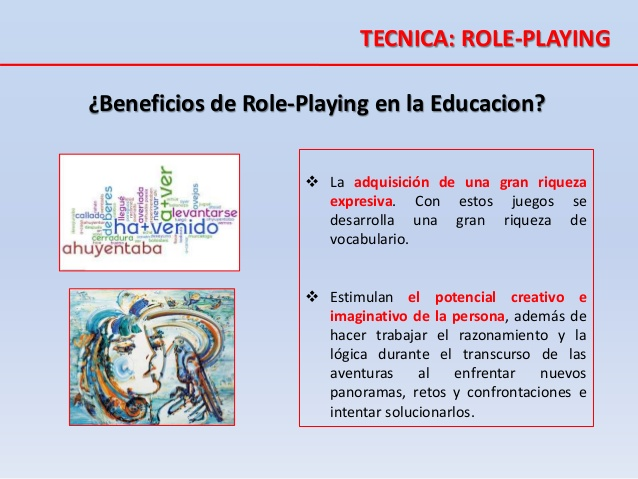 TECNICA: ROLE-PLAYING
¿Beneficios de Role-Playing en la Educacion?
❖ La adquisición de una gran riqueza
expresiva. Con estos juegos se
desarrolla una gran riqueza de
vocabulario.
❖ Estimulan el potencial creativo e
imaginativo de la persona, además de
hacer trabajar el razonamiento y la
lógica durante el transcurso de las
aventuras al enfrentar nuevos
panoramas, retos y confrontaciones e
intentar solucionarlos.
callado
deberes
llegué
averiada
nevaron
a+ver
avejas
levantarse
ha+venido
cerradura
ahuyentaba